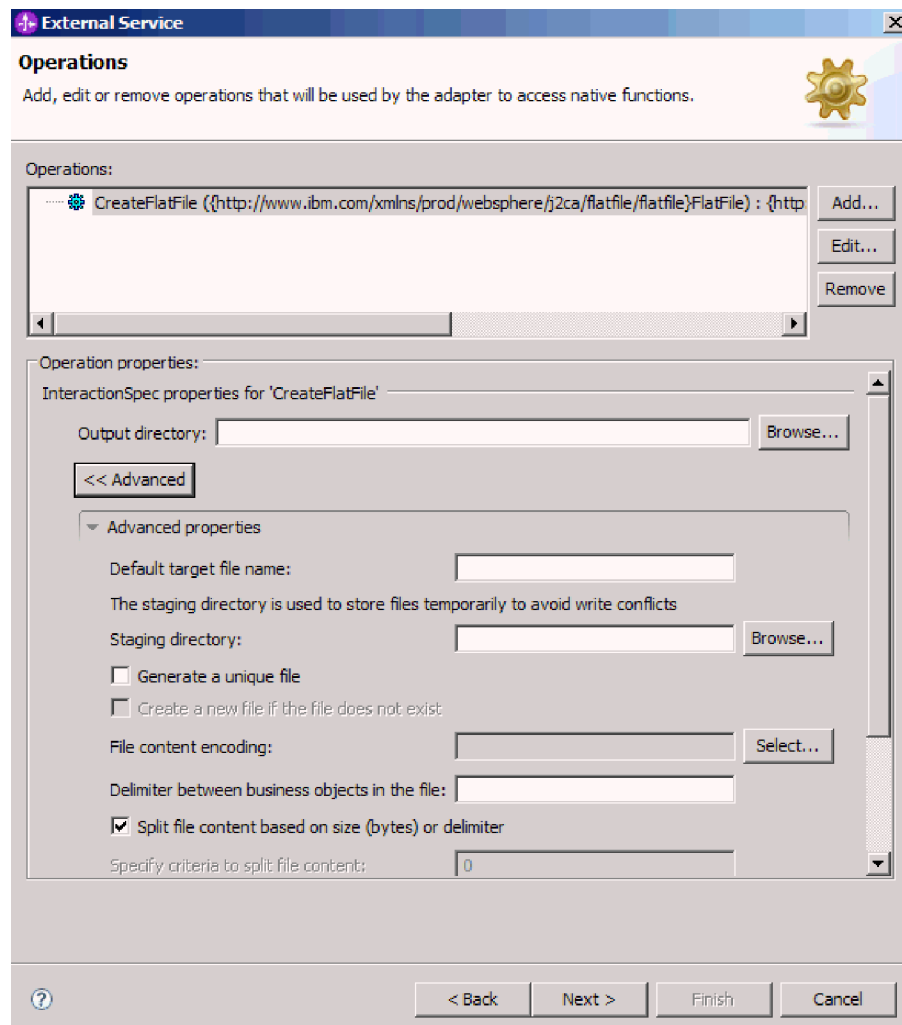 External Service
Operations
Add, edit or remove operations that will be used by the adapter to access native functions.
Operations:
CreateFlatFile ({http://www.ibm.com/xmlns/prod/websphere/j2ca/flatfile/flatfile}FlatFile) : {http:
Add...
Edit...
Remove
Operation properties:
InteractionSpec properties for 'CreateFlatFile'
Output directory:
Browse...
<< Advanced
Advanced properties
Default target file name:
The staging directory is used to store files temporarily to avoid write conflicts
Staging directory:
Browse...
Generate a unique file
Create a new file if the file does not exist
File content encoding:
Select...
Delimiter between business objects in the file:
Split file content based on size (bytes) or delimiter
Specify criteria to split file content:
0
?
< Back
Next >
Finish
Cancel